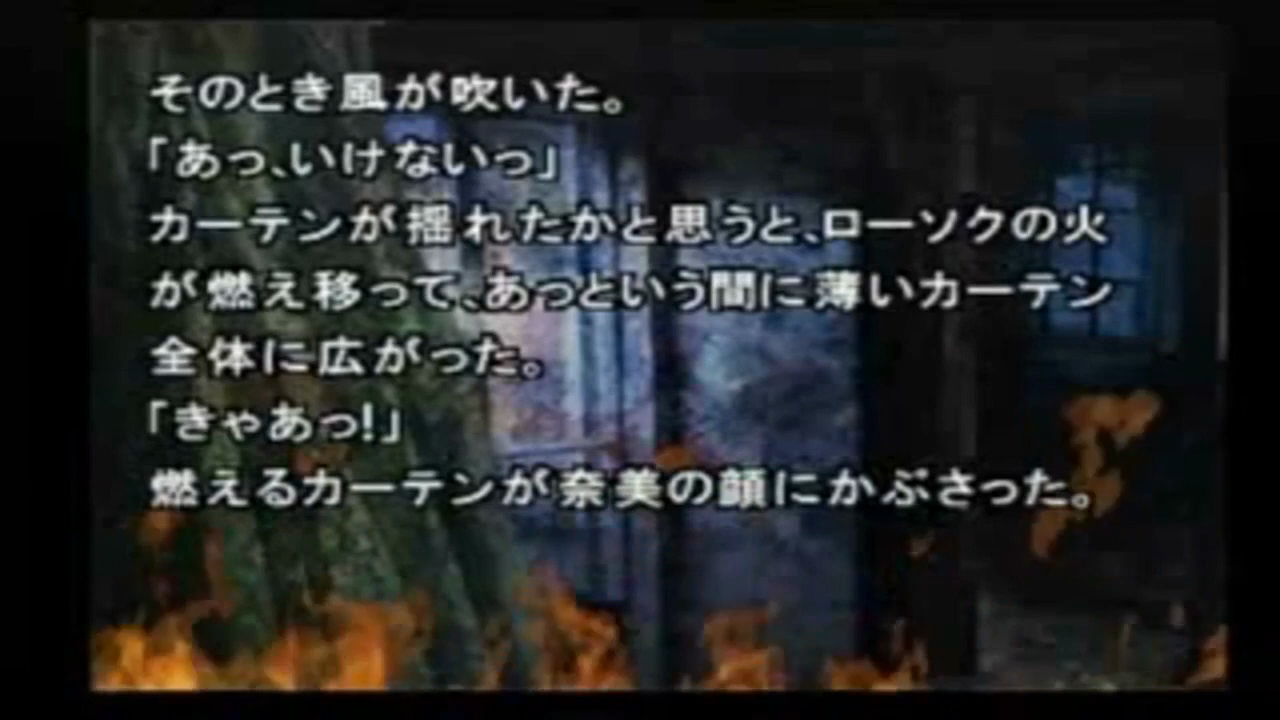 そのとき風が吹いた。
「あっ､いけないっ」
カーテンが揺れたかと思うと､ローソクの火
が燃え移って､あっという間に薄いカーテン
全体に広がった。
「きゃあっ!」
燃えるカーテンが奈美の顔にかぶさった。